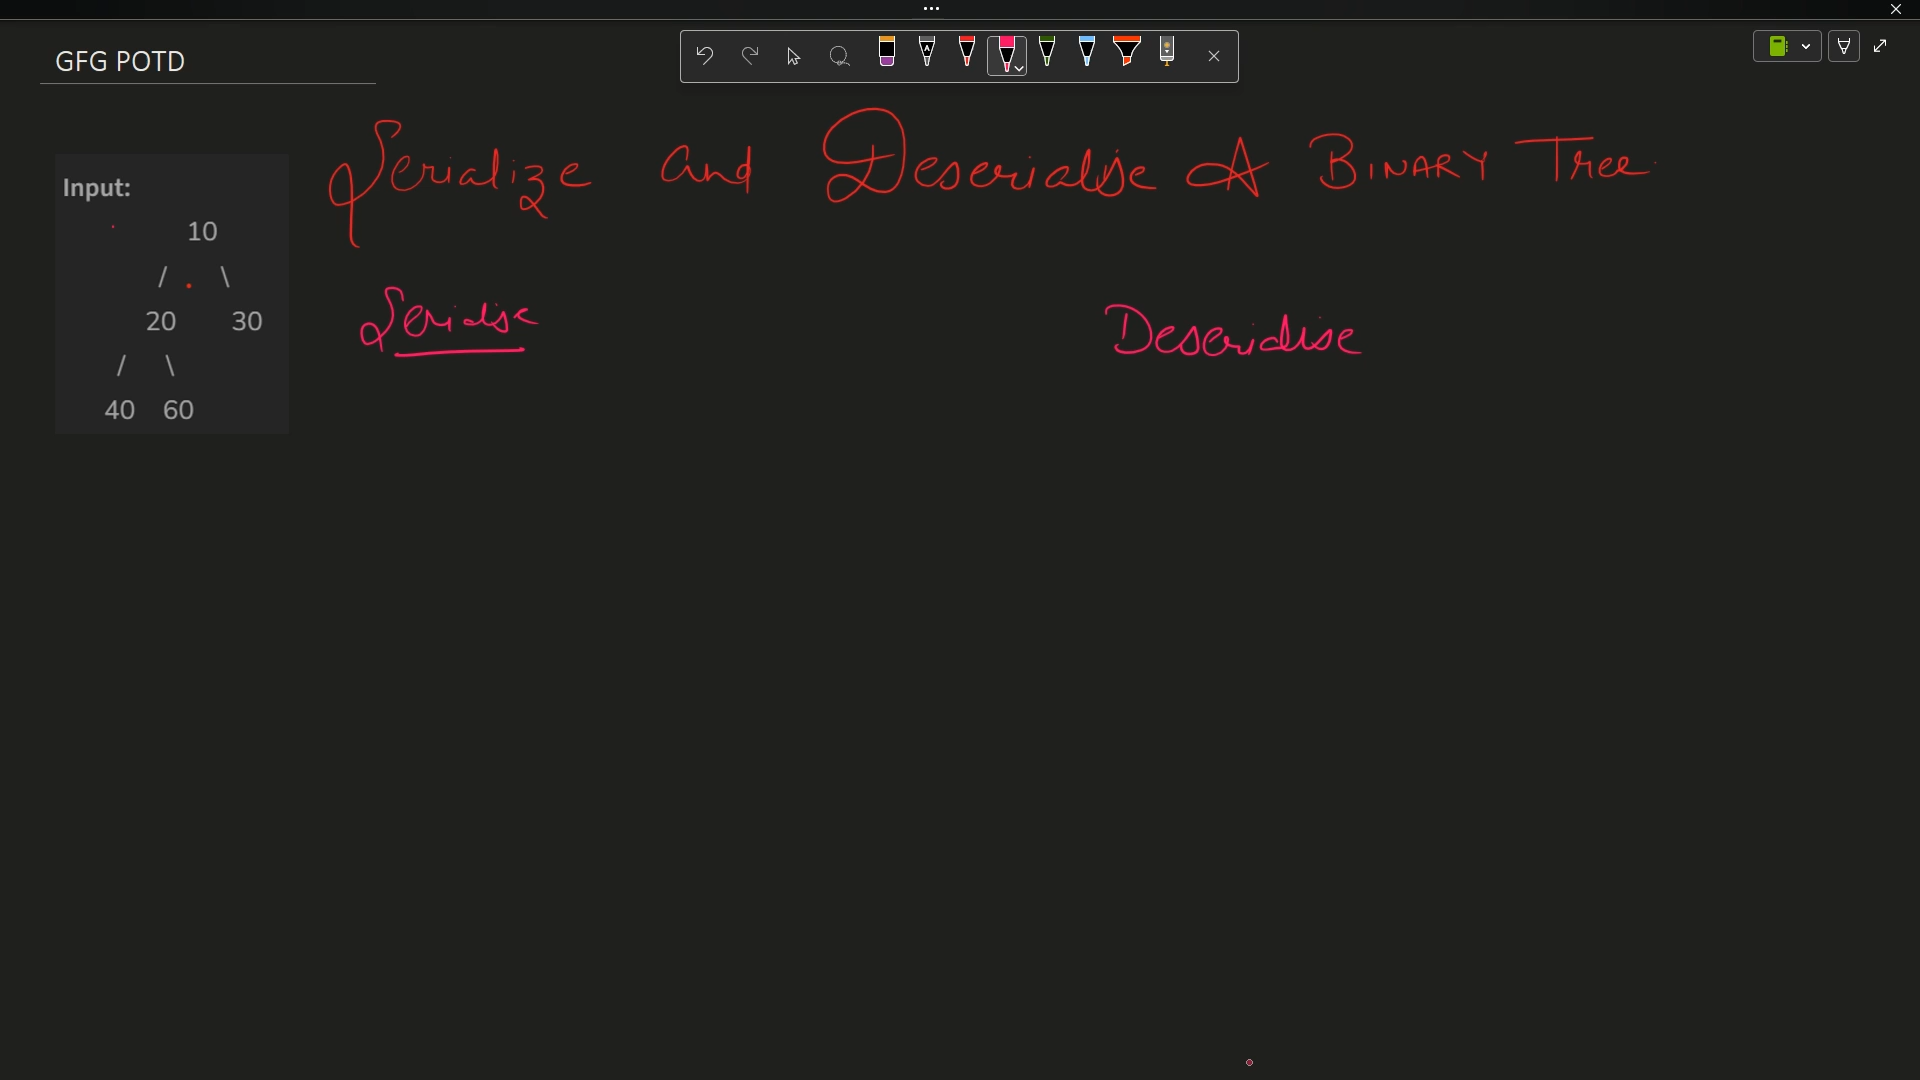 GFG POTD
Serialize and Deserialise A BINARY Tree
Input:
10
/ \
20 30
/ \
40 60
Serialise
Deserialise